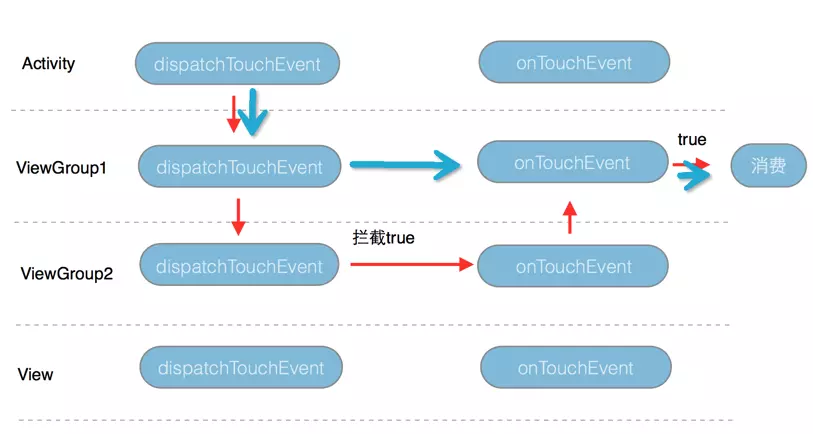 Activity
dispatchTouchEvent
onTouchEvent
ViewGroup1
dispatchTouchEvent
onTouchEvent
true
消费
ViewGroup2
dispatchTouchEvent
拦截true
onTouchEvent
View
dispatchTouchEvent
onTouchEvent